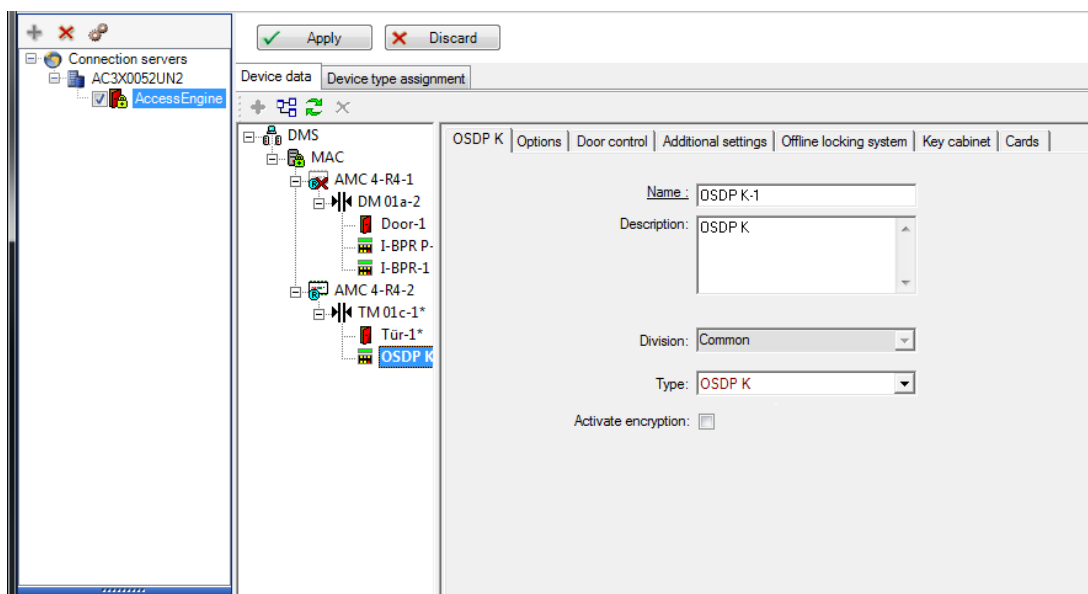 Apply
Discard
Connection servers
AC3X0052UN2
AccessEngine
Device data
Device type assignment
DMS
MAC
AMC 4-R4-1
DM 01a-2
Door-1
I-BPR P-
I-BPR-1
AMC 4-R4-2
TM 01c-1*
Tür-1*
OSDP K
OSDP K
Options
Door control
Additional settings
Offline locking system
Key cabinet
Cards
Name :
OSDP K-1
Description:
OSDP K
Division:
Common
Type:
OSDP K
Activate encryption: